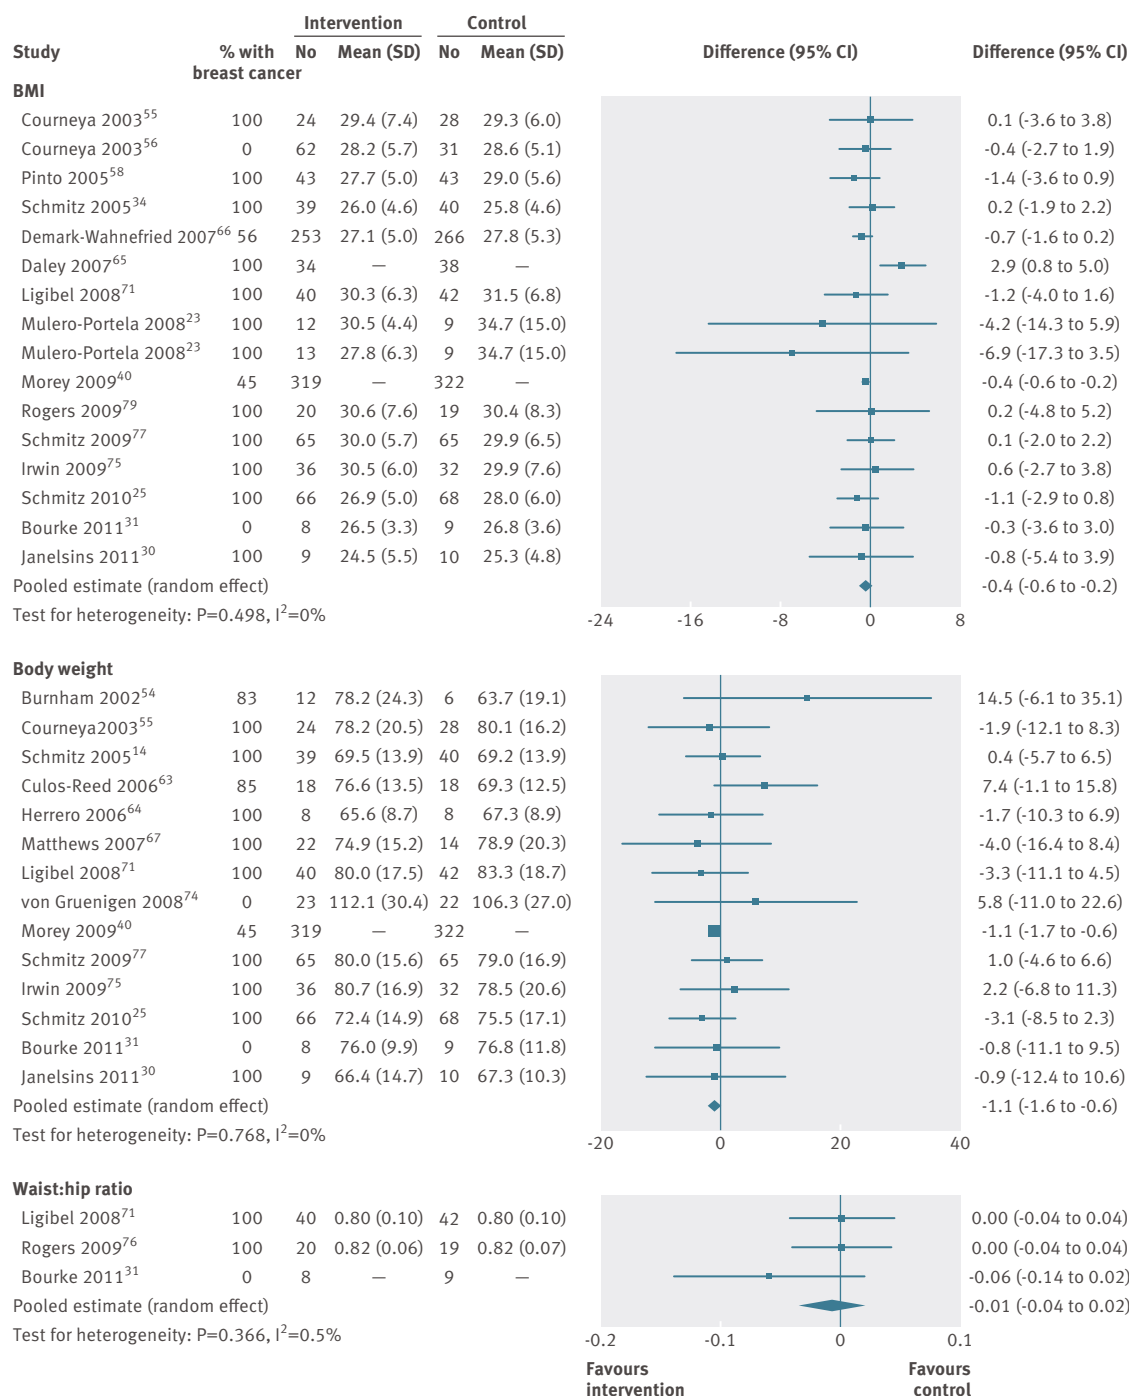 Intervention Control
Study % with breast cancer No Mean (SD) No Mean (SD) Difference (95% CI) Difference (95% CI)
BMI
Courneya 2003⁵⁵ 100 24 29.4 (7.4) 28 29.3 (6.0) 0.1 (-3.6 to 3.8)
Courneya 2003⁵⁶ 0 62 28.2 (5.7) 31 28.6 (5.1) -0.4 (-2.7 to 1.9)
Pinto 2005⁵⁸ 100 43 27.7 (5.0) 43 29.0 (5.6) -1.4 (-3.6 to 0.9)
Schmitz 2005³⁴ 100 39 26.0 (4.6) 40 25.8 (4.6) 0.2 (-1.9 to 2.2)
Demark-Wahnefried 2007⁶⁶ 56 253 27.1 (5.0) 266 27.8 (5.3) -0.7 (-1.6 to 0.2)
Daley 2007⁶⁵ 100 34 — 38 — 2.9 (0.8 to 5.0)
Ligibel 2008⁷¹ 100 40 30.3 (6.3) 42 31.5 (6.8) -1.2 (-4.0 to 1.6)
Mulero-Portela 2008²³ 100 12 30.5 (4.4) 9 34.7 (15.0) -4.2 (-14.3 to 5.9)
Mulero-Portela 2008²³ 100 13 27.8 (6.3) 9 34.7 (15.0) -6.9 (-17.3 to 3.5)
Morey 2009⁴⁰ 45 319 — 322 — -0.4 (-0.6 to -0.2)
Rogers 2009⁷⁹ 100 20 30.6 (7.6) 19 30.4 (8.3) 0.2 (-4.8 to 5.2)
Schmitz 2009⁷⁷ 100 65 30.0 (5.7) 65 29.9 (6.5) 0.1 (-2.0 to 2.2)
Irwin 2009⁷⁵ 100 36 30.5 (6.0) 32 29.9 (7.6) 0.6 (-2.7 to 3.8)
Schmitz 2010²⁵ 100 66 26.9 (5.0) 68 28.0 (6.0) -1.1 (-2.9 to 0.8)
Bourke 2011³¹ 0 8 26.5 (3.3) 9 26.8 (3.6) -0.3 (-3.6 to 3.0)
Janelsins 2011³⁰ 100 9 24.5 (5.5) 10 25.3 (4.8) -0.8 (-5.4 to 3.9)
Pooled estimate (random effect) -0.4 (-0.6 to -0.2)
Test for heterogeneity: P=0.498, I²=0%
-24 -16 -8 0 8
Body weight
Burnham 2002⁵⁴ 83 12 78.2 (24.3) 6 63.7 (19.1) 14.5 (-6.1 to 35.1)
Courneya2003⁵⁵ 100 24 78.2 (20.5) 28 80.1 (16.2) -1.9 (-12.1 to 8.3)
Schmitz 2005¹⁴ 100 39 69.5 (13.9) 40 69.2 (13.9) 0.4 (-5.7 to 6.5)
Culos-Reed 2006⁶³ 85 18 76.6 (13.5) 18 69.3 (12.5) 7.4 (-1.1 to 15.8)
Herrero 2006⁶⁴ 100 8 65.6 (8.7) 8 67.3 (8.9) -1.7 (-10.3 to 6.9)
Matthews 2007⁶⁷ 100 22 74.9 (15.2) 14 78.9 (20.3) -4.0 (-16.4 to 8.4)
Ligibel 2008⁷¹ 100 40 80.0 (17.5) 42 83.3 (18.7) -3.3 (-11.1 to 4.5)
von Gruenigen 2008⁷⁴ 0 23 112.1 (30.4) 22 106.3 (27.0) 5.8 (-11.0 to 22.6)
Morey 2009⁴⁰ 45 319 — 322 — -1.1 (-1.7 to -0.6)
Schmitz 2009⁷⁷ 100 65 80.0 (15.6) 65 79.0 (16.9) 1.0 (-4.6 to 6.6)
Irwin 2009⁷⁵ 100 36 80.7 (16.9) 32 78.5 (20.6) 2.2 (-6.8 to 11.3)
Schmitz 2010²⁵ 100 66 72.4 (14.9) 68 75.5 (17.1) -3.1 (-8.5 to 2.3)
Bourke 2011³¹ 0 8 76.0 (9.9) 9 76.8 (11.8) -0.8 (-11.1 to 9.5)
Janelsins 2011³⁰ 100 9 66.4 (14.7) 10 67.3 (10.3) -0.9 (-12.4 to 10.6)
Pooled estimate (random effect) -1.1 (-1.6 to -0.6)
Test for heterogeneity: P=0.768, I²=0%
-20 0 20 40
Waist:hip ratio
Ligibel 2008⁷¹ 100 40 0.80 (0.10) 42 0.80 (0.10) 0.00 (-0.04 to 0.04)
Rogers 2009⁷⁶ 100 20 0.82 (0.06) 19 0.82 (0.07) 0.00 (-0.04 to 0.04)
Bourke 2011³¹ 0 8 — 9 — -0.06 (-0.14 to 0.02)
Pooled estimate (random effect) -0.01 (-0.04 to 0.02)
Test for heterogeneity: P=0.366, I²=0.5%
-0.2 -0.1 0 0.1
Favours intervention Favours control